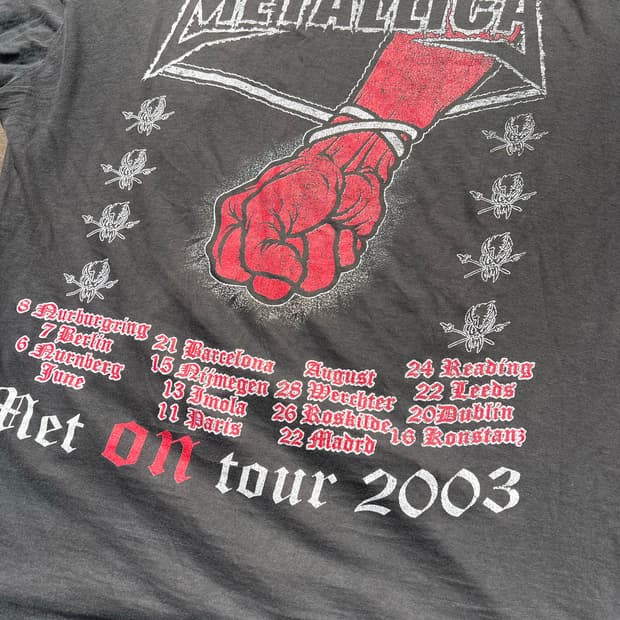 METALLICA
8 Nurburgring
7 Berlin
6 Nurnberg
June
21 Barcelona
15 Nijmegen
13 Imola
11 Paris
August
28 Werchter
26 Roskilde
22 Madrd
24 Reading
22 Leeds
20Dublin
16 Konstanz
Met on tour 2003